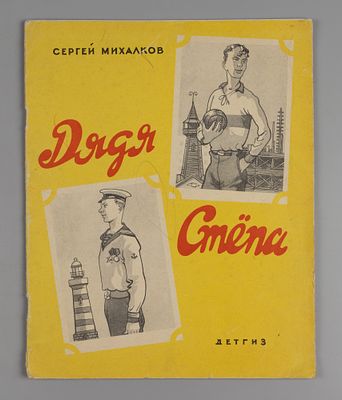 СЕРГЕЙ МИХАЛКОВ
Дядя
Стёпа
ДЕТГИЗ